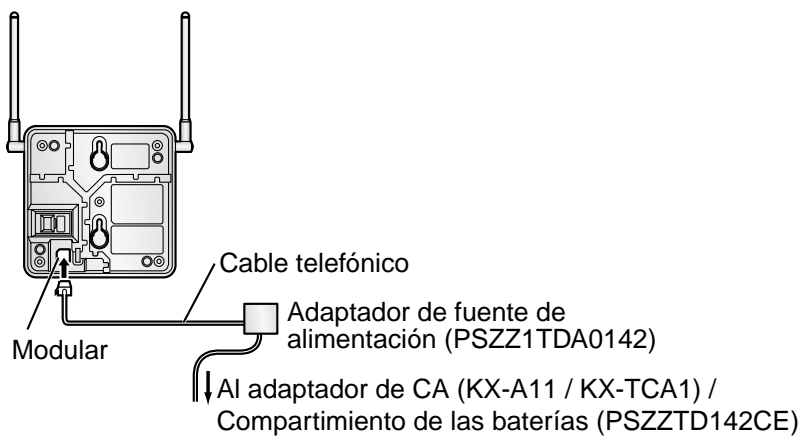 Cable telefónico
Adaptador de fuente de
alimentación (PSZZ1TDA0142)
Modular
Al adaptador de CA (KX-A11 / KX-TCA1) /
Compartimiento de las baterías (PSZZTD142CE)